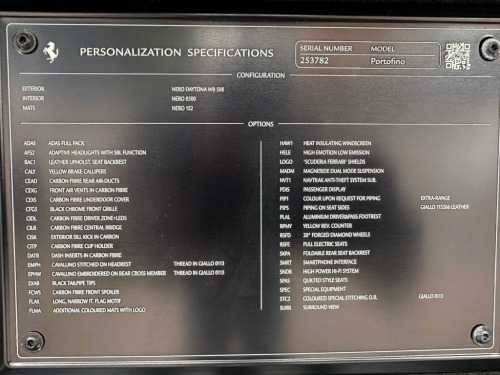 PERSONALIZATION SPECIFICATIONS
SERIAL NUMBER MODEL
253782 Portofino
CONFIGURATION
EXTERIOR NERO DAYTONA WB 508
INTERIOR NERO 8500
MATS NERO 152
OPTIONS
ADAS ADAS FULL PACK
AFS2 ADAPTIVE HEADLIGHTS WITH SBL FUNCTION
BAC1 LEATHER UPHOLST. SEAT BACKREST
CALY YELLOW BRAKE CALLIPERS
CEAD CARBON FIBRE REAR AIR-DUCTS
CEXG FRONT AIR VENTS IN CARBON FIBRE
CEXS CARBON FIBRE UNDERDOOR COVER
CFGS BLACK CHROME FRONT GRILLE
CIDL CARBON FIBRE DRIVER ZONE+LEDS
CILR CARBON FIBRE CENTRAL BRIDGE
CISK EXTERIOR SILL KICK IN CARBON
CITP CARBON FIBRE CUP HOLDER
DATR DASH INSERTS IN CARBON FIBRE
EMPH CAVALLINO STITCHED ON HEADREST THREAD IN GIALLO 0113
EPHW CAVALLINO EMBROIDERED ON REAR CROSS MEMBER THREAD IN GIALLO 0113
EXAB BLACK TAILPIPE TIPS
FCWS CARBON FIBRE FRONT SPOILER
FLAX LONG, NARROW IT. FLAG MOTIF
FLMA ADDITIONAL COLOURED MATS WITH LOGO
HAW1 HEAT INSULATING WINDSCREEN
HELE HIGH EMOTION LOW EMISSION
LOGO "SCUDERIA FERRARI" SHIELDS
MADM MAGNERIDE DUAL MODE SUSPENSION
NVT1 NAVTRAK ANTI-THEFT SYSTEM SUB.
PDIS PASSENGER DISPLAY
PIP1 COLOUR UPON REQUEST FOR PIPING EXTRA-RANGE
PIPS PIPING ON SEAT SIDES GIALLO 115266 LEATHER
PLAL ALUMINIUM DRIVER&PASS.FOOTREST
RPMY YELLOW REV. COUNTER
RSFD 20" FORGED DIAMOND WHEELS
RSFE FULL ELECTRIC SEATS
SKPA FOLDABLE REAR SEAT BACKREST
SMRT SMARTPHONE INTERFACE
SNDB HIGH POWER HI-FI SYSTEM
SPAS QUILTED STYLE SEATS
SPEC SPECIAL EQUIPMENT
STC2 COLOURED SPECIAL STITCHING O.R. GIALLO 0113
SURR SURROUND VIEW